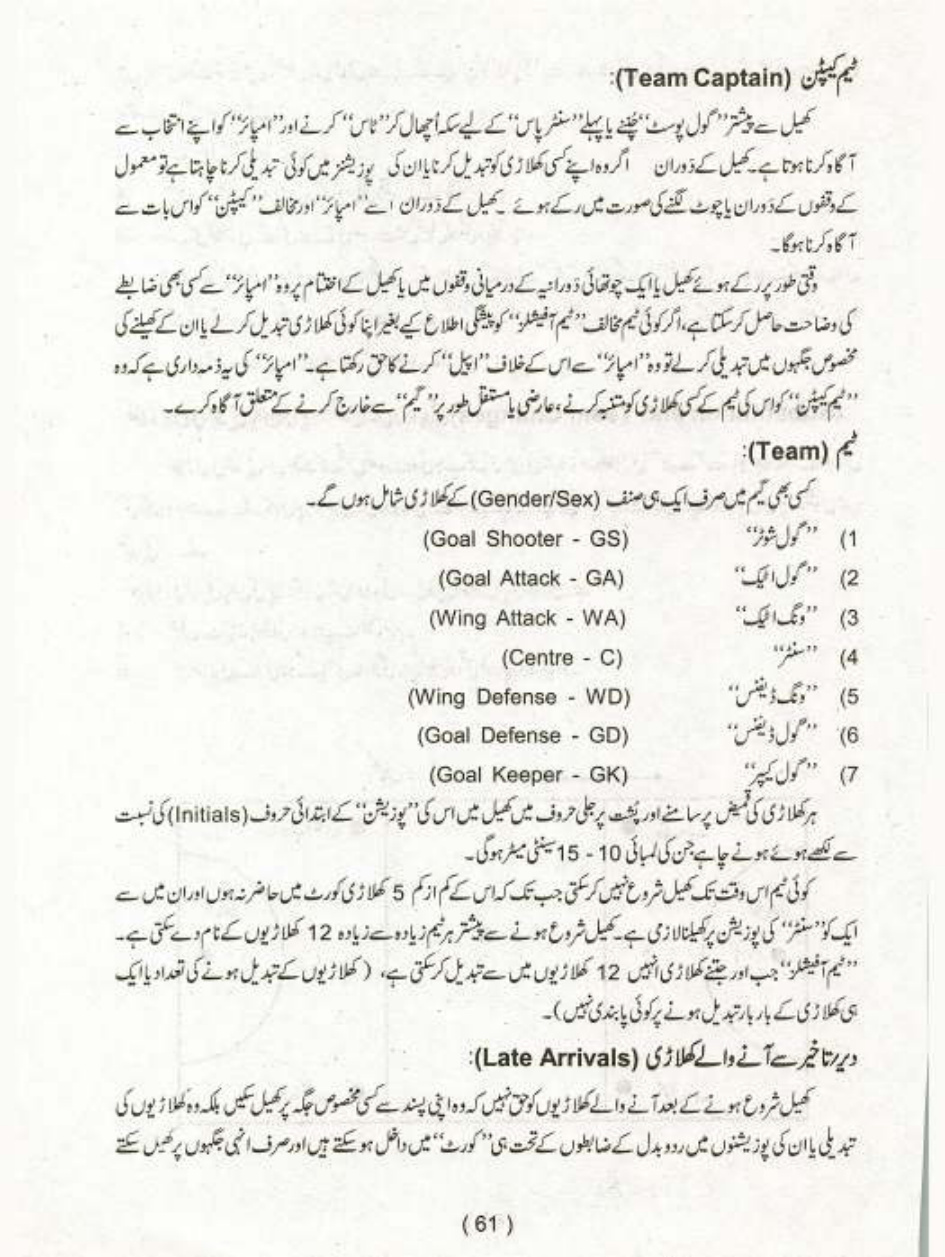 ٹیم کیپٹن (Team Captain):
کھیل سے پیشتر ”گول پوسٹ“ چُننے یا پہلے ”سنٹر پاس“ کے لیے سکہ اُچھال کر ”ٹاس“ کرنے اور ”امپائر“ کو اپنے انتخاب سے
آگاہ کرنا ہوتا ہے۔ کھیل کے دَوران اگر وہ اپنے کسی کھلاڑی کو تبدیل کرنا یا ان کی پوزیشنز میں کوئی تبدیلی کرنا چاہتا ہے تو معمول
کے وقفوں کے دَوران یا چوٹ لگنے کی صورت میں رکے ہوئے ۔ کھیل کے دَوران اسے ”امپائر“ اور مخالف ”کیپٹن“ کو اس بات سے
آگاہ کرنا ہوگا۔
وقتی طور پر رکے ہوئے کھیل یا ایک چوتھائی دَورانیہ کے درمیانی وقفوں میں یا کھیل کے اختتام پر وہ ”امپائر“ سے کسی بھی ضابطے
کی وضاحت حاصل کر سکتا ہے، اگر کوئی ٹیم مخالف ”ٹیم آفیشلز“ کو پیشگی اطلاع کیے بغیر اپنا کوئی کھلاڑی تبدیل کرلے یا ان کے کھیلنے کی
مخصوص جگہوں میں تبدیلی کر لے تو وہ ”امپائر“ سے اس کے خلاف ”اپیل“ کرنے کا حق رکھتا ہے۔ ”امپائر“ کی یہ ذمہ داری ہے کہ وہ
”ٹیم کیپٹن“ کو اس کی ٹیم کے کسی کھلاڑی کو متنبہ کرنے، عارضی یا مستقل طور پر ”گیم“ سے خارج کرنے کے متعلق آگاہ کرے۔
ٹیم (Team):
کسی بھی گیم میں صرف ایک ہی صنف (Gender/Sex) کے کھلاڑی شامل ہوں گے۔
(1 ”گول شوٹر“ (Goal Shooter - GS)
(2 ”گول اٹیک“ (Goal Attack - GA)
(3 ”ونگ اٹیک“ (Wing Attack - WA)
(4 ”سنٹر“ (Centre - C)
(5 ”ونگ ڈیفنس“ (Wing Defense - WD)
(6 ”گول ڈیفنس“ (Goal Defense - GD)
(7 ”گول کیپر“ (Goal Keeper - GK)
ہر کھلاڑی کی قمیض پر سامنے اور پشت پر جلی حروف میں کھیل میں اس کی ”پوزیشن“ کے ابتدائی حروف (Initials) کی نسبت
سے لکھے ہوئے ہونے چاہے جن کی لمبائی 10 - 15 سینٹی میٹر ہوگی۔
کوئی ٹیم اس وقت تک کھیل شروع نہیں کر سکتی جب تک کہ اس کے کم از کم 5 کھلاڑی کورٹ میں حاضر نہ ہوں اور ان میں سے
ایک کو ”سنٹر“ کی پوزیشن پر کھیلنا لازی ہے۔ کھیل شروع ہونے سے پیشتر ہر ٹیم زیادہ سے زیادہ 12 کھلاڑیوں کے نام دے سکتی ہے۔
”ٹیم آفیشلز“ جب اور جتنے کھلاڑی انہیں 12 کھلاڑیوں میں سے تبدیل کر سکتی ہے، (کھلاڑیوں کے تبدیل ہونے کی تعداد یا ایک
ہی کھلاڑی کے بار بار تبدیل ہونے پر کوئی پابندی نہیں)۔
دیر رتاخیر سے آنے والے کھلاڑی (Late Arrivals):
کھیل شروع ہونے کے بعد آنے والے کھلاڑیوں کو حق نہیں کہ وہ اپنی پسند سے کسی مخصوص جگہ پر کھیل سکیں بلکہ وہ کھلاڑیوں کی
تبدیلی یا ان کی پوزیشنوں میں ردوبدل کے ضابطوں کے تحت ہی ”کورٹ“ میں داخل ہو سکتے ہیں اور صرف انہی جگہوں پر کھیل سکتے
(61)